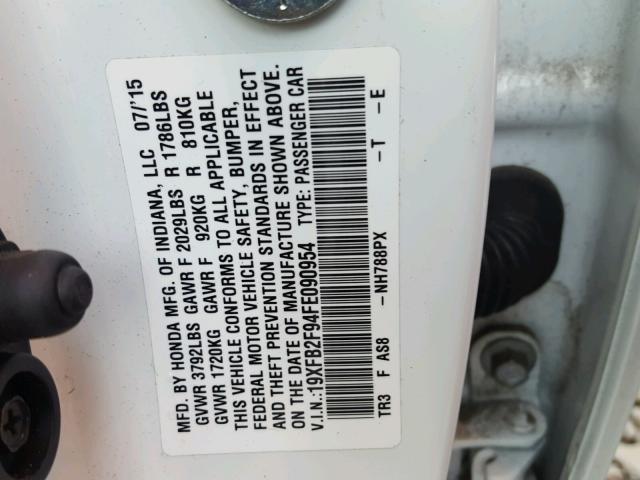 MFD. BY HONDA MFG. OF INDIANA, LLC 07/'15
GVWR 3792LBS GAWR F 2029LBS R 1786LBS
GVWR 1720KG GAWR F 920KG R 810KG
THIS VEHICLE CONFORMS TO ALL APPLICABLE
FEDERAL MOTOR VEHICLE SAFETY, BUMPER,
AND THEFT PREVENTION STANDARDS IN EFFECT
ON THE DATE OF MANUFACTURE SHOWN ABOVE.
V.I.N.:19XFB2F94FE090954 TYPE: PASSENGER CAR
TR3 F AS8 -NH788PX -T -E